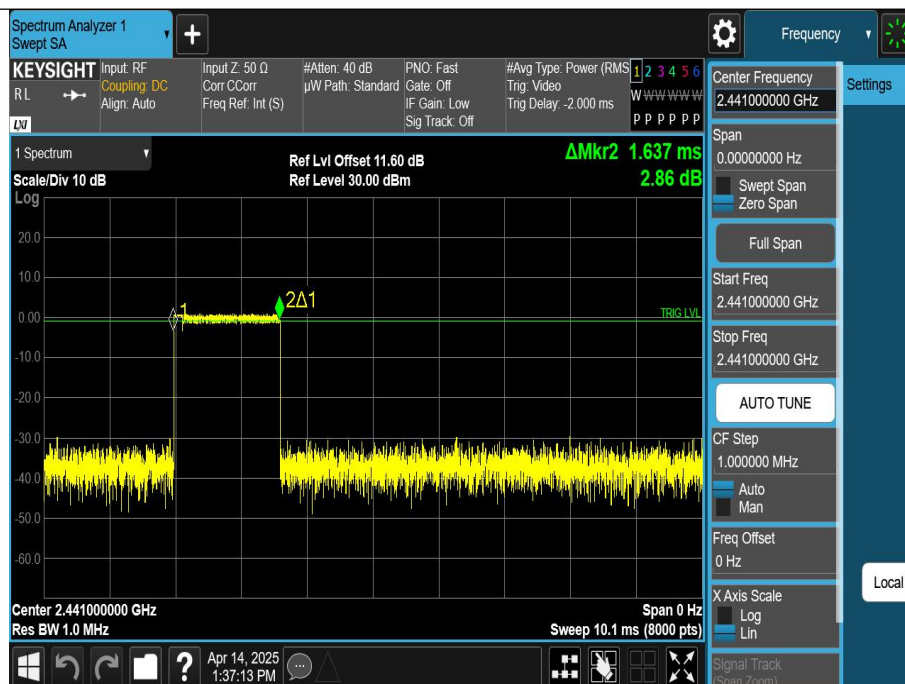 Spectrum Analyzer 1
Swept SA
Frequency
KEYSIGHT
RL
LXI
Input: RF
Coupling: DC
Align: Auto
Input Z: 50 Ω
Corr CCorr
Freq Ref: Int (S)
#Atten: 40 dB
µW Path: Standard
PNO: Fast
Gate: Off
IF Gain: Low
Sig Track: Off
#Avg Type: Power (RMS
Trig: Video
Trig Delay: -2.000 ms
1 2 3 4 5 6
W W W W W W
P P P P P P
1 Spectrum
Scale/Div 10 dB
Log
Ref Lvl Offset 11.60 dB
Ref Level 30.00 dBm
ΔMkr2 1.637 ms
2.86 dB
20.0
10.0
0.00
-10.0
-20.0
-30.0
-40.0
-50.0
-60.0
1
2Δ1
TRIG LVL
Center 2.441000000 GHz
Res BW 1.0 MHz
Span 0 Hz
Sweep 10.1 ms (8000 pts)
Center Frequency
2.441000000 GHz
Settings
Span
0.00000000 Hz
Swept Span
Zero Span
Full Span
Start Freq
2.441000000 GHz
Stop Freq
2.441000000 GHz
AUTO TUNE
CF Step
1.000000 MHz
Auto
Man
Freq Offset
0 Hz
Local
X Axis Scale
Log
Lin
Signal Track
(Span Zoom)
?
Apr 14, 2025
1:37:13 PM